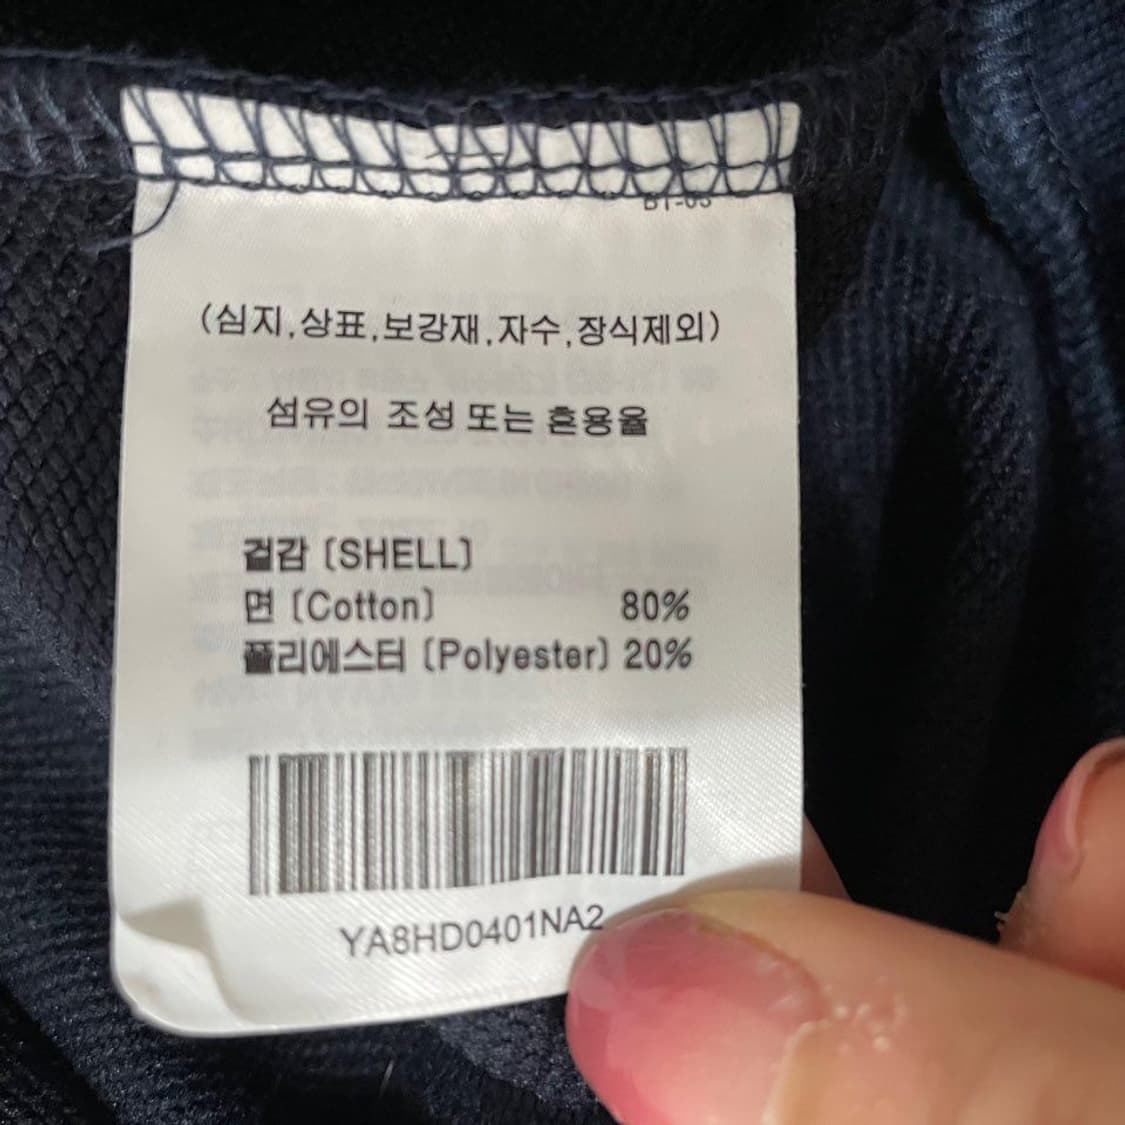 (심지,상표,보강재,자수,장식제외)
섬유의 조성 또는 혼용율
겉감 [SHELL]
면 [Cotton] 80%
폴리에스터 [Polyester] 20%
YA8HD0401NA2